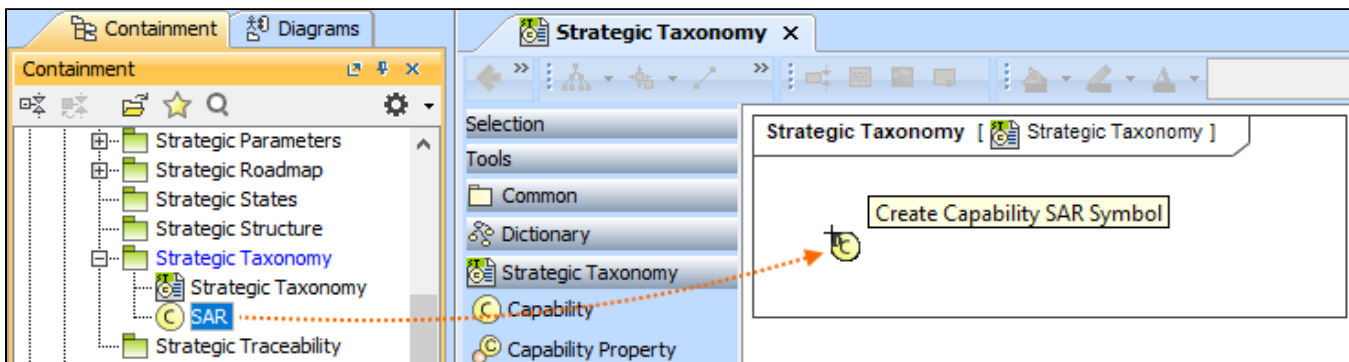 Containment
Diagrams
Containment
Strategic Parameters
Strategic Roadmap
Strategic States
Strategic Structure
Strategic Taxonomy
Strategic Taxonomy
SAR
Strategic Traceability
Strategic Taxonomy
Selection
Tools
Common
Dictionary
Strategic Taxonomy
Capability
Capability Property
Strategic Taxonomy [ Strategic Taxonomy ]
Create Capability SAR Symbol